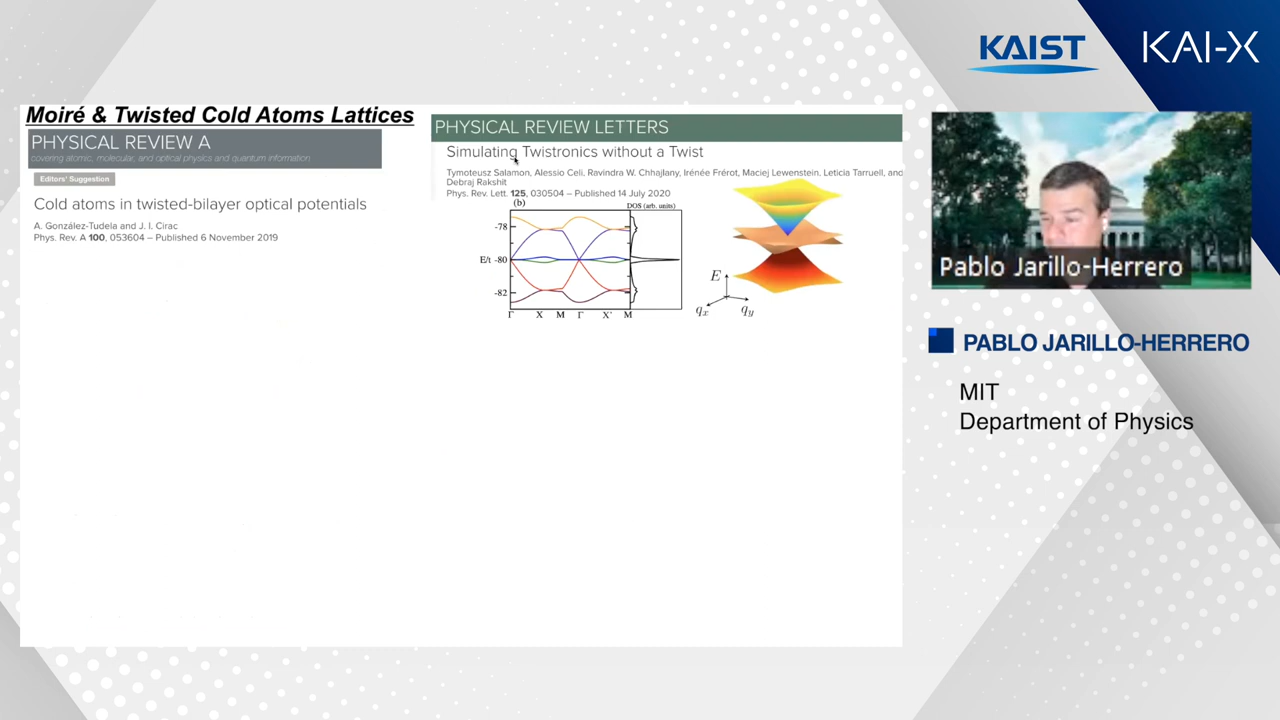 KAIST
KAI-X
Moiré & Twisted Cold Atoms Lattices
PHYSICAL REVIEW A
covering atomic, molecular, and optical physics and quantum information
Editors' Suggestion
Cold atoms in twisted-bilayer optical potentials
A. González-Tudela and J. I. Cirac
Phys. Rev. A 100, 053604 – Published 6 November 2019
PHYSICAL REVIEW LETTERS
Simulating Twistronics without a Twist
Tymoteusz Salamon, Alessio Celi, Ravindra W. Chhajlany, Irénée Frérot, Maciej Lewenstein, Leticia Tarruell, and
Debraj Rakshit
Phys. Rev. Lett. 125, 030504 – Published 14 July 2020
(b)
DOS (arb. units)
-78
E/t -80
-82
Γ X M Γ X' M
E
qx qy
Pablo Jarillo-Herrero
PABLO JARILLO-HERRERO
MIT
Department of Physics